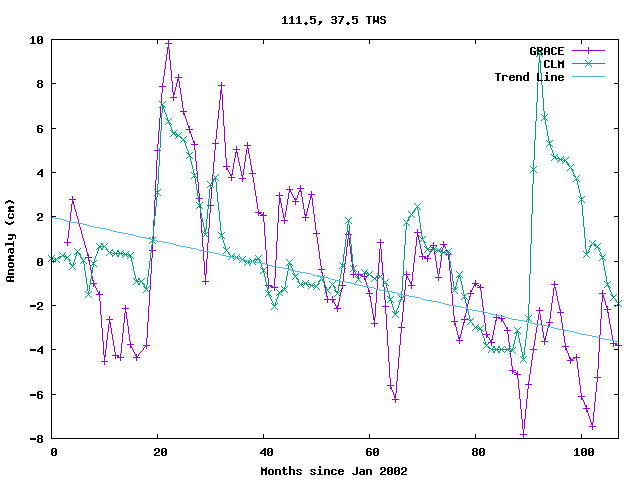 111.5, 37.5 TWS
GRACE
CLM
Trend Line
10
8
6
4
2
0
-2
-4
-6
-8
Anomaly (cm)
0 20 40 60 80 100
Months since Jan 2002